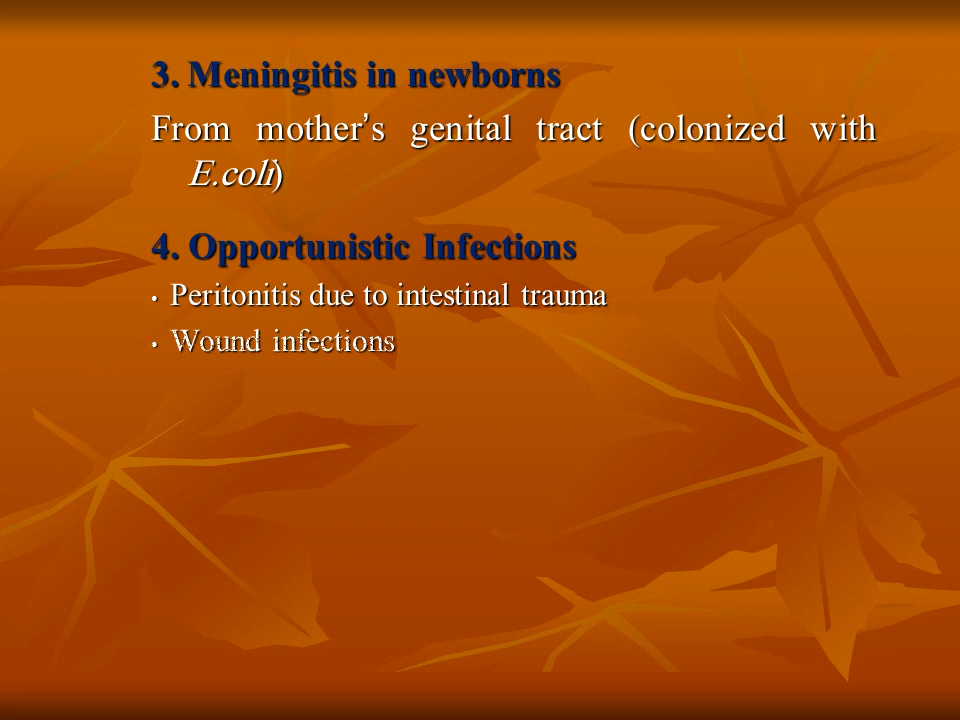 3. Meningitis in newborns
From mother’s genital tract (colonized with
E.coli)
4. Opportunistic Infections
• Peritonitis due to intestinal trauma
• Wound infections